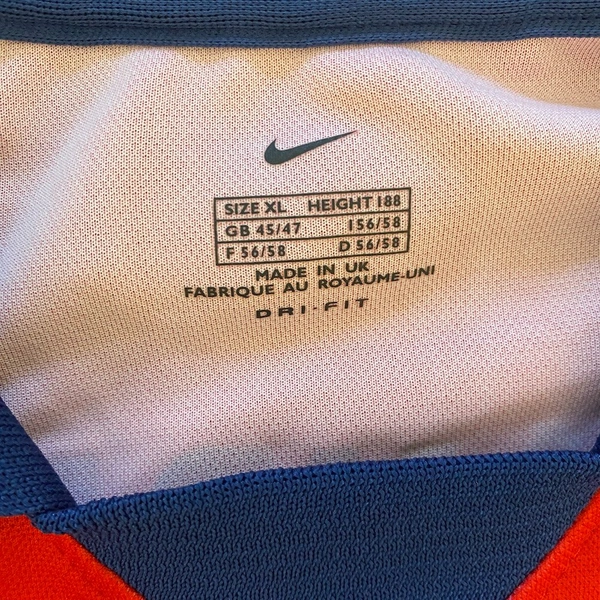 SIZE XL HEIGHT 188
GB 45/47 I 56/58
F 56/58 D 56/58
MADE IN UK
FABRIQUE AU ROYAUME-UNI
DRI·FIT